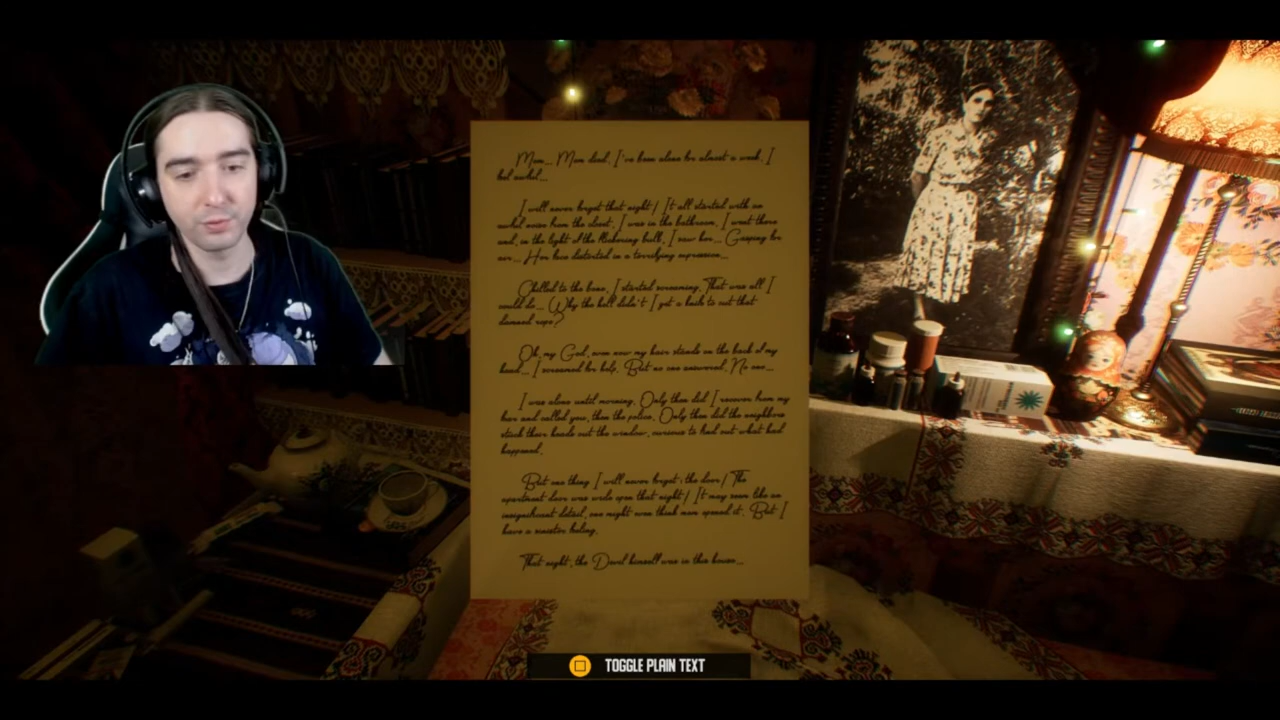 Mom... Mom died. I've been alone for almost a week. I
feel awful...
I will never forget that night! It all started with an
awful noise from the closet. I was in the bathroom. I went there
and, in the light of the flickering bulb, I saw her... Gasping for
air... Her face distorted in a terrifying expression...
Chilled to the bone, I started screaming. That was all I
could do... Why the hell didn't I get a knife to cut that
damned rope?
Oh, my God, even now my hair stands on the back of my
head... I screamed for help. But no one answered. No one...
I was alone until morning. Only then did I recover from my
fear and called you, then the police. Only then did the neighbors
stick their heads out the window, curious to find out what had
happened.
But one thing I will never forget: the door! The
apartment door was wide open that night! It may seem like an
insignificant detail, one might even think mom opened it. But I
have a sinister feeling.
That night, the Devil himself was in this house...
TOGGLE PLAIN TEXT